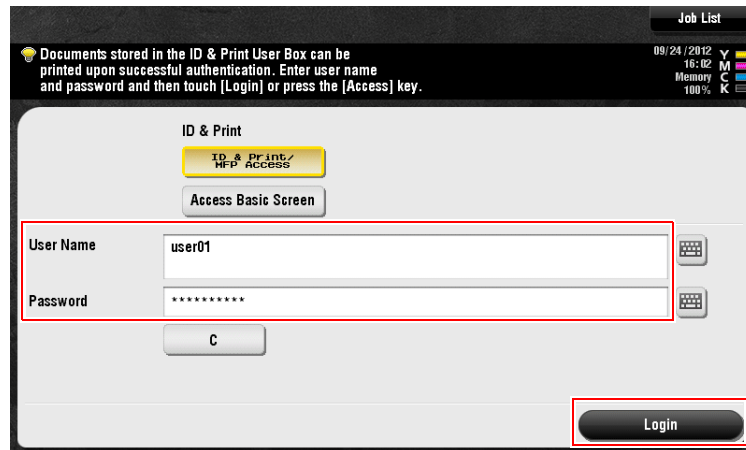 Job List
Documents stored in the ID & Print User Box can be
printed upon successful authentication. Enter user name
and password and then touch [Login] or press the [Access] key.
09/24/2012
16:02
Memory
100%
Y
M
C
K
ID & Print
ID & Print/
MFP Access
Access Basic Screen
User Name
user01
Password
**********
C
Login